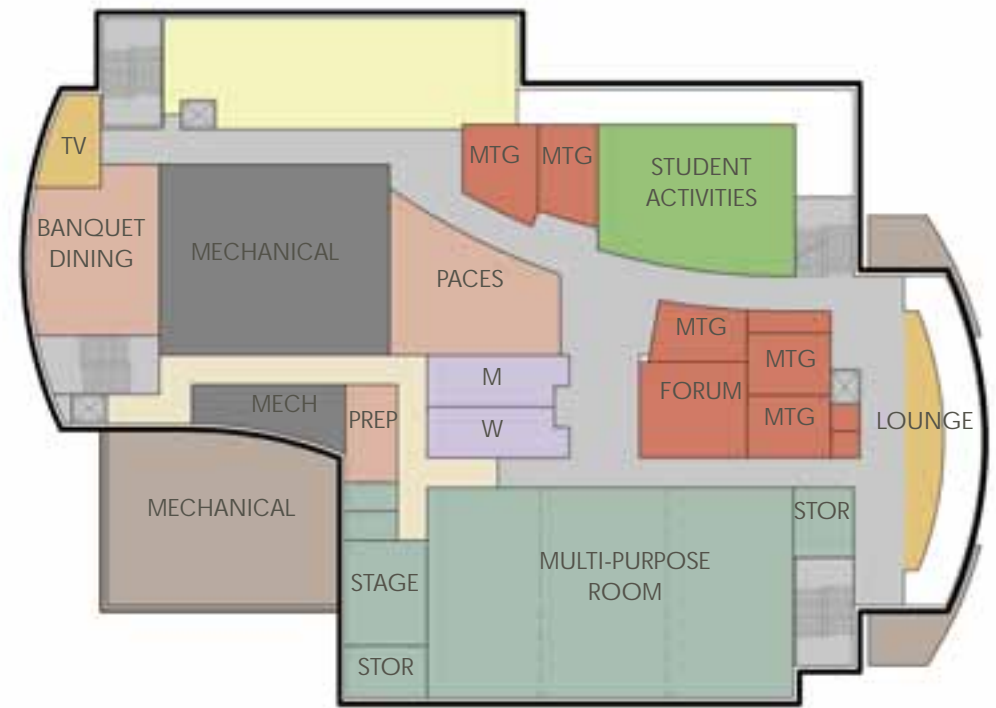 TV
MTG
MTG
STUDENT
ACTIVITIES
BANQUET
DINING
MECHANICAL
PACES
MTG
MTG
M
MECH
PREP
W
FORUM
MTG
LOUNGE
MECHANICAL
STOR
STAGE
MULTI-PURPOSE
ROOM
STOR